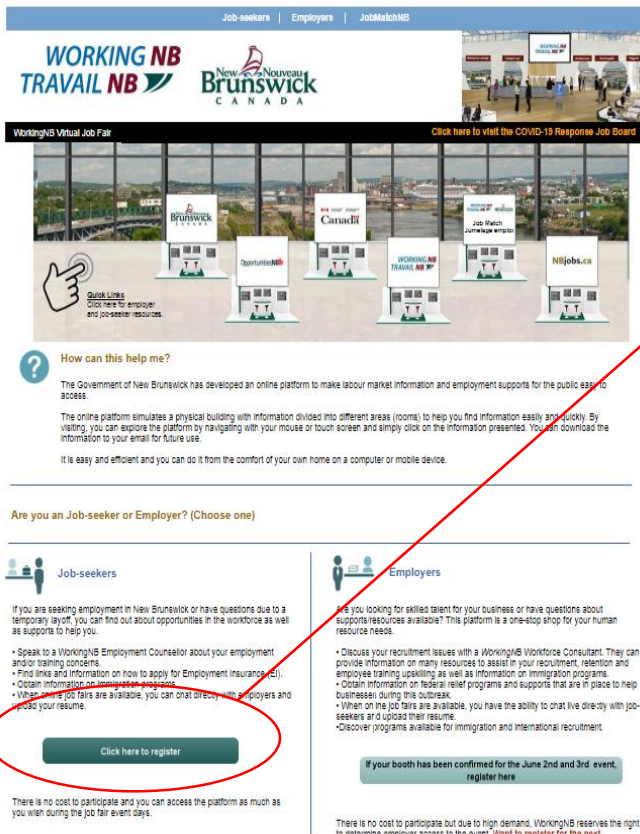 Job-seekers | Employers | JobMatchNB
WORKING NB
TRAVAIL NB
New Nouveau
Brunswick
CANADA
WorkingNB Virtual Job Fair
Click here to visit the COVID-19 Response Job Board
Brunswick
Canada
Job Match
Jumelage emploi
OpportunitiesNB
WORKING NB
TRAVAIL NB
NBjobs.ca
Quick Links
Click here for employer
and job-seeker resources.
How can this help me?
The Government of New Brunswick has developed an online platform to make labour market information and employment supports for the public easy to
access.
The online platform simulates a physical building with information divided into different areas (rooms) to help you find information easily and quickly. By
visiting, you can explore the platform by navigating with your mouse or touch screen and simply click on the information presented. You can download the
information to your email for future use.
It is easy and efficient and you can do it from the comfort of your own home on a computer or mobile device.
Are you an Job-seeker or Employer? (Choose one)
Job-seekers
If you are seeking employment in New Brunswick or have questions due to a
temporary layoff, you can find out about opportunities in the workforce as well
as supports to help you.
• Speak to a WorkingNB Employment Counsellor about your employment
and/or training concerns.
• Find links and information on how to apply for Employment Insurance (EI).
• Obtain information on immigration programs.
• When online job fairs are available, you can chat directly with employers and
upload your resume.
Click here to register
There is no cost to participate and you can access the platform as much as
you wish during the job fair event days.
Employers
Are you looking for skilled talent for your business or have questions about
supports/resources available? This platform is a one-stop shop for your human
resource needs.
• Discuss your recruitment issues with a WorkingNB Workforce Consultant. They can
provide information on many resources to assist in your recruitment, retention and
employee training upskilling as well as information on immigration programs.
• Obtain information on federal relief programs and supports that are in place to help
businesses during this outbreak.
• When on line job fairs are available, you have the ability to chat live directly with job-
seekers and upload their resume.
•Discover programs available for immigration and international recruitment.
If your booth has been confirmed for the June 2nd and 3rd event,
register here
There is no cost to participate but due to high demand, WorkingNB reserves the right
to determine employer access to the event. Want to register for the next